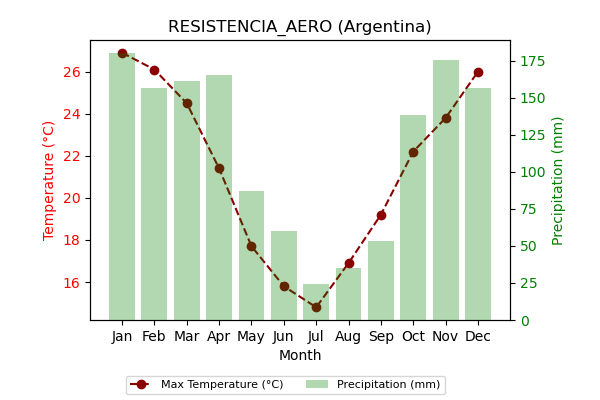 RESISTENCIA_AERO (Argentina)
Temperature (°C)
26
24
22
20
18
16
175
150
125
100
75
50
25
0
Precipitation (mm)
Jan Feb Mar Apr May Jun Jul Aug Sep Oct Nov Dec
Month
Max Temperature (°C) Precipitation (mm)